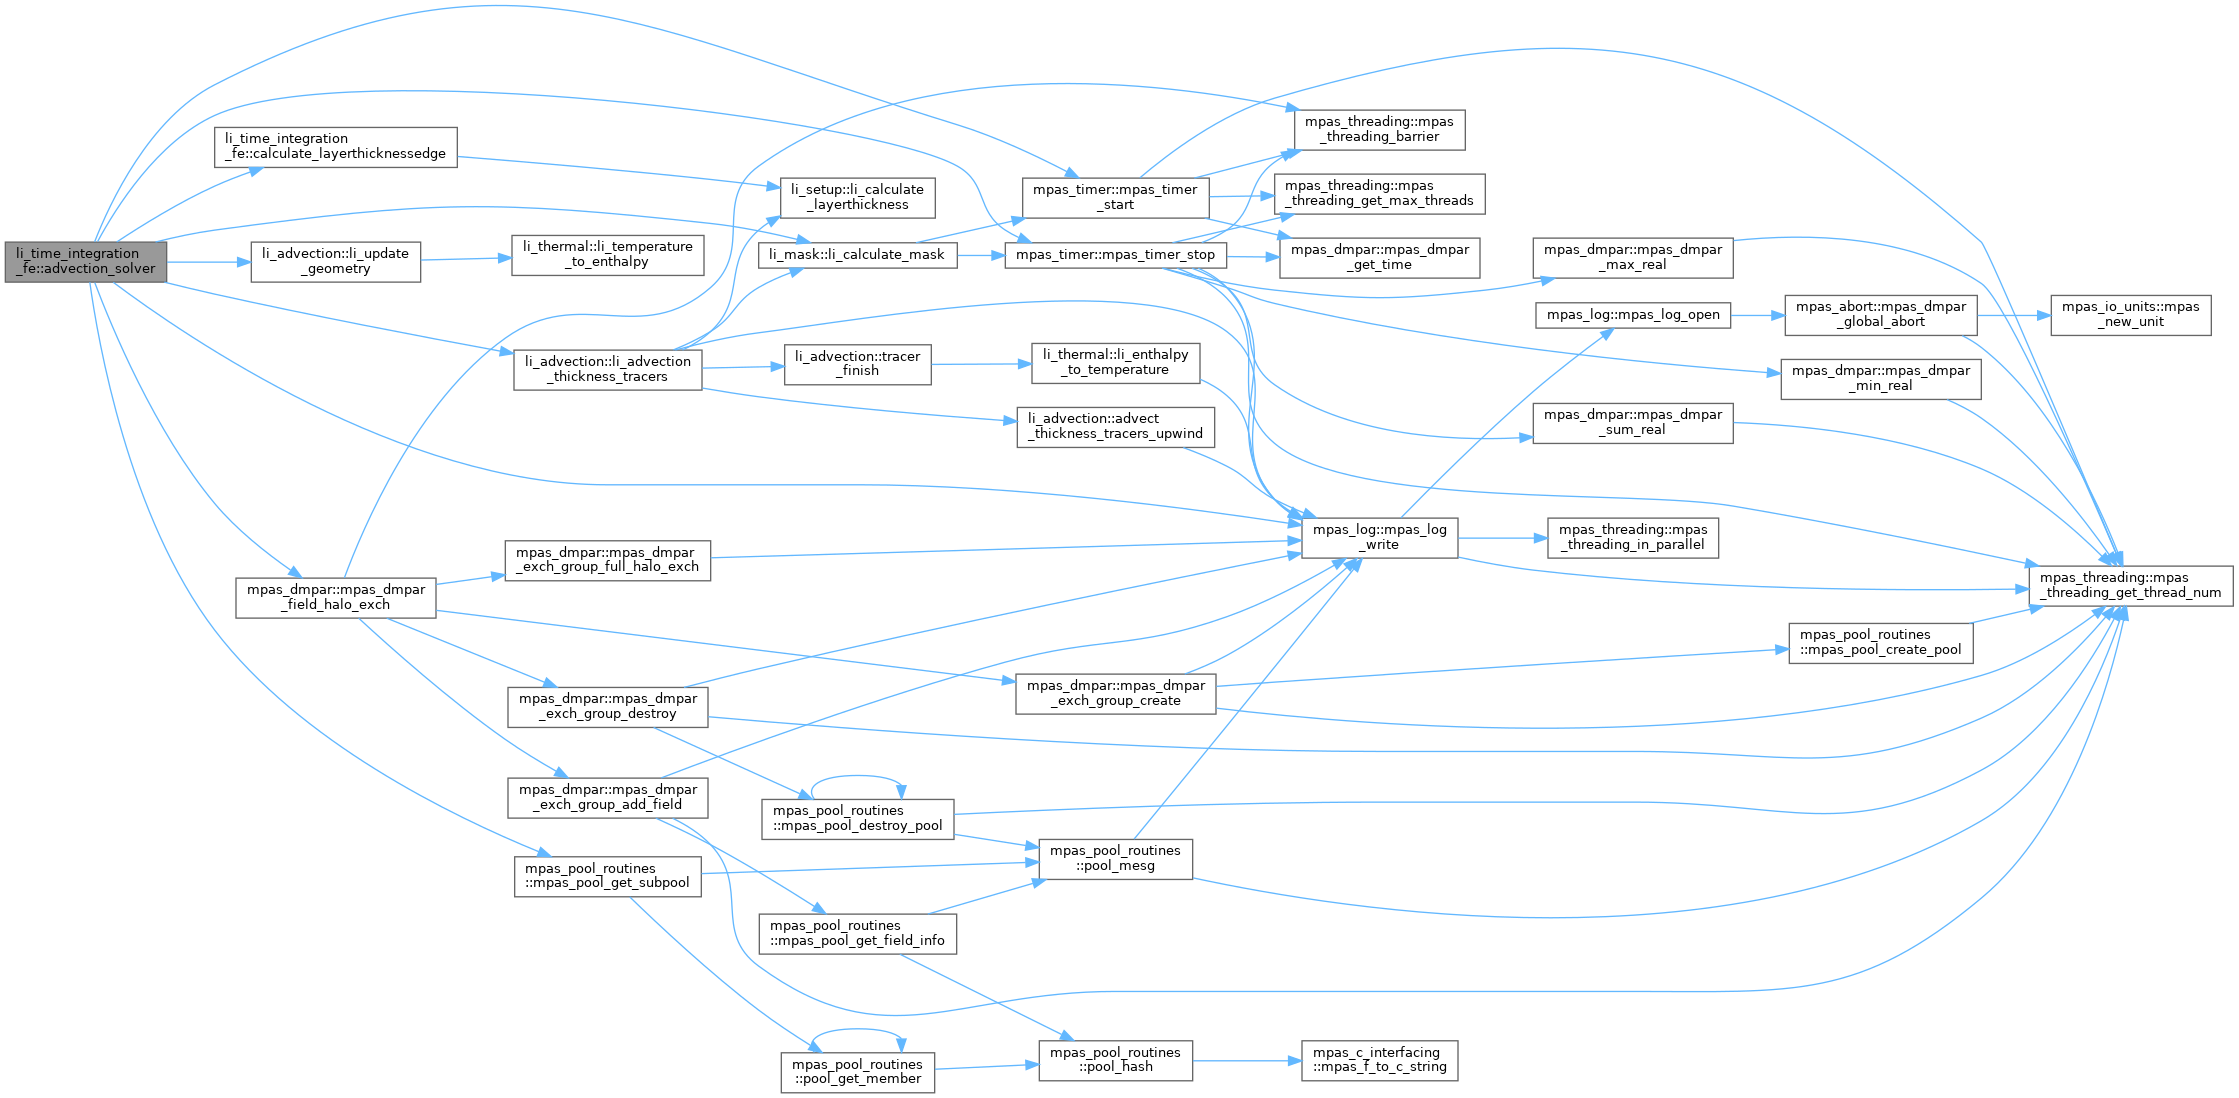 li_time_integration
_fe::advection_solver
li_time_integration
_fe::calculate_layerthicknessedge
li_advection::li_update
_geometry
mpas_dmpar::mpas_dmpar
_field_halo_exch
li_thermal::li_temperature
_to_enthalpy
li_advection::li_advection
_thickness_tracers
mpas_dmpar::mpas_dmpar
_exch_group_full_halo_exch
mpas_dmpar::mpas_dmpar
_exch_group_destroy
mpas_dmpar::mpas_dmpar
_exch_group_add_field
mpas_pool_routines
::mpas_pool_get_subpool
li_setup::li_calculate
_layerthickness
li_mask::li_calculate_mask
li_advection::tracer
_finish
mpas_pool_routines
::mpas_pool_destroy_pool
mpas_pool_routines
::mpas_pool_get_field_info
mpas_pool_routines
::pool_get_member
mpas_timer::mpas_timer
_start
mpas_timer::mpas_timer_stop
li_thermal::li_enthalpy
_to_temperature
li_advection::advect
_thickness_tracers_upwind
mpas_dmpar::mpas_dmpar
_exch_group_create
mpas_pool_routines
::pool_mesg
mpas_pool_routines
::pool_hash
mpas_threading::mpas
_threading_barrier
mpas_threading::mpas
_threading_get_max_threads
mpas_dmpar::mpas_dmpar
_get_time
mpas_log::mpas_log
_write
mpas_c_interfacing
::mpas_f_to_c_string
mpas_dmpar::mpas_dmpar
_max_real
mpas_log::mpas_log_open
mpas_dmpar::mpas_dmpar
_sum_real
mpas_threading::mpas
_threading_in_parallel
mpas_abort::mpas_dmpar
_global_abort
mpas_dmpar::mpas_dmpar
_min_real
mpas_pool_routines
::mpas_pool_create_pool
mpas_io_units::mpas
_new_unit
mpas_threading::mpas
_threading_get_thread_num